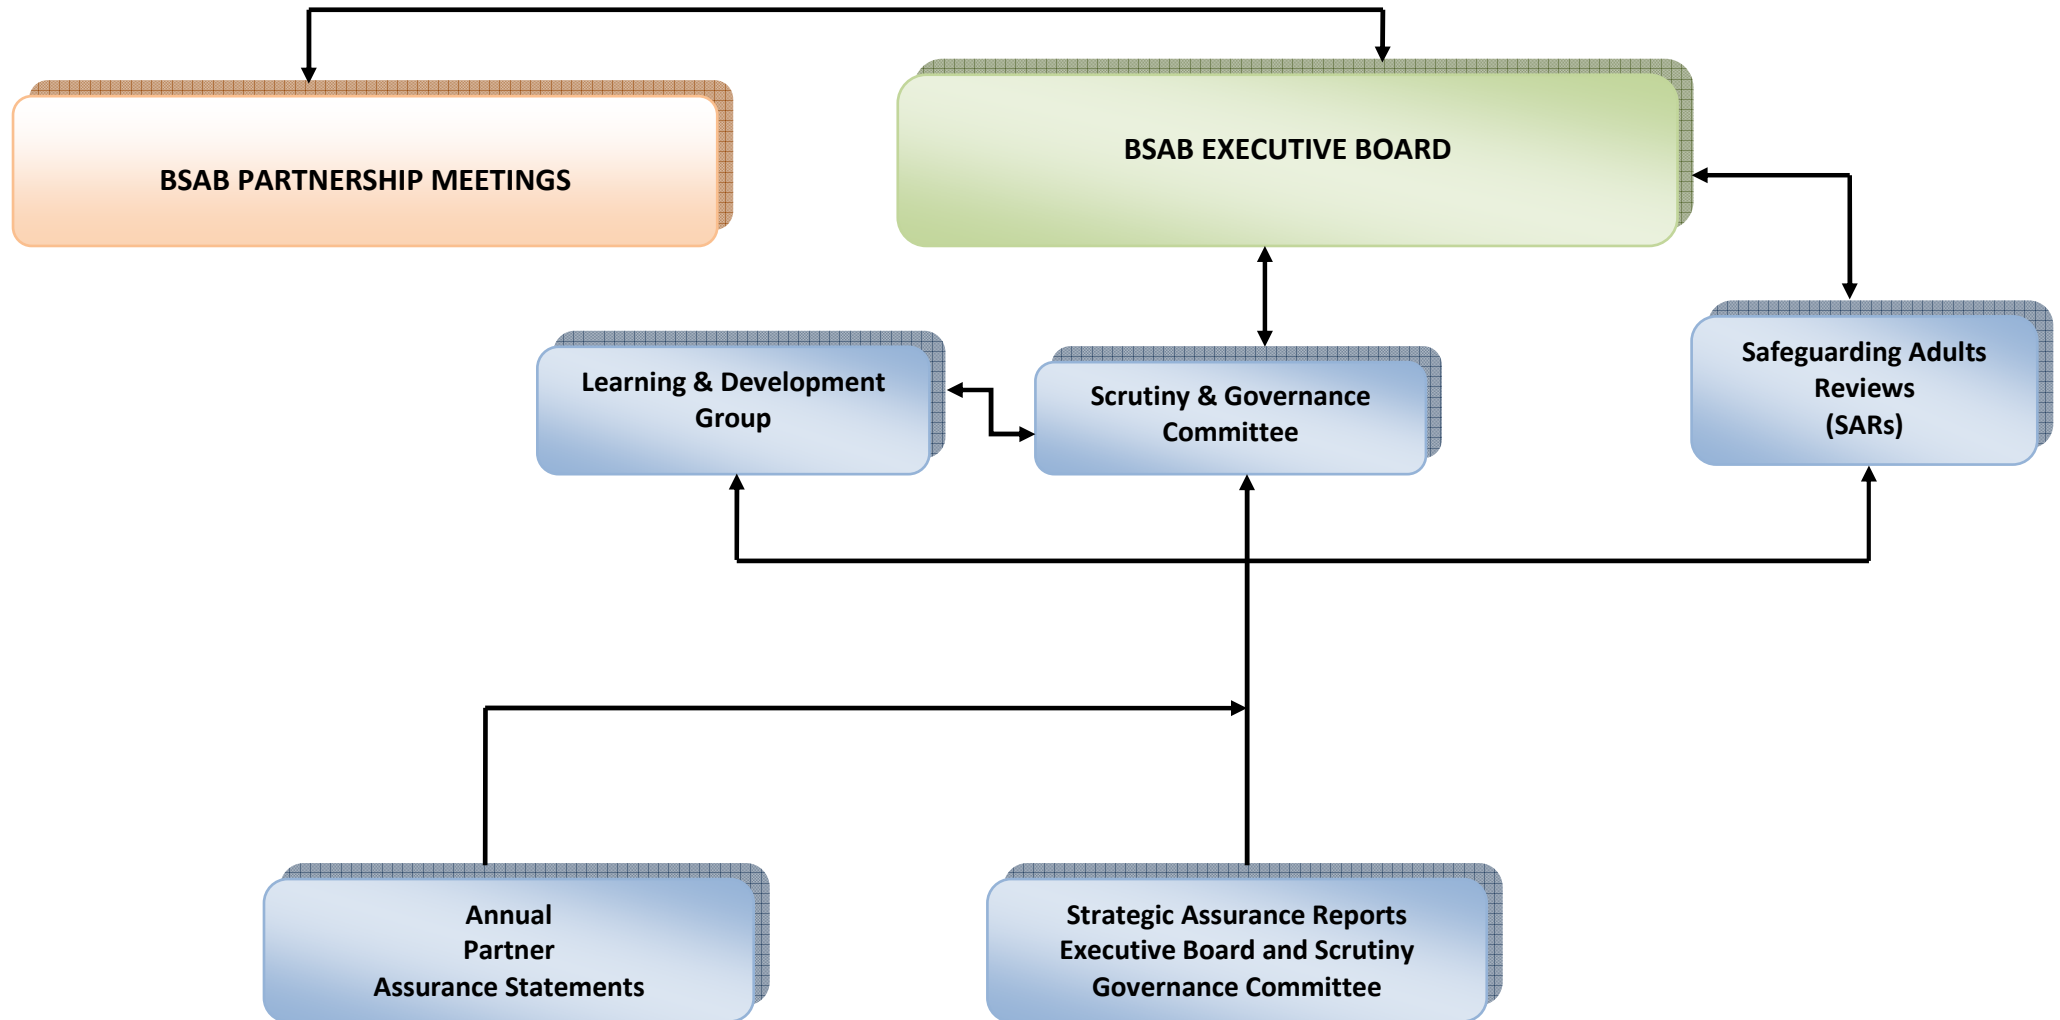 BSAB PARTNERSHIP MEETINGS
BSAB EXECUTIVE BOARD
Learning & Development
Group
Scrutiny & Governance
Committee
Safeguarding Adults
Reviews
(SARs)
Annual
Partner
Assurance Statements
Strategic Assurance Reports
Executive Board and Scrutiny
Governance Committee